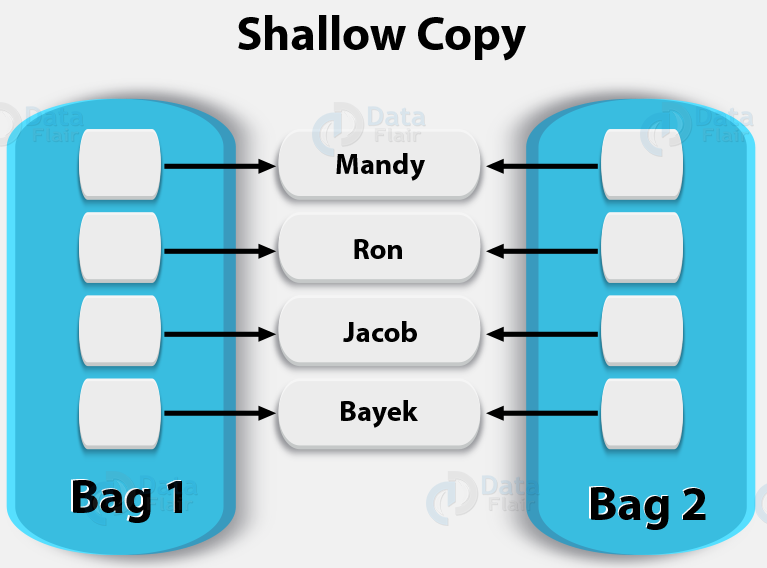 Shallow Copy
Data
Flair
Data
Flair
Data
Flair
Mandy
Ron
Jacob
Bayek
Bag 1
Data
Flair
Data
Flair
Bag 2